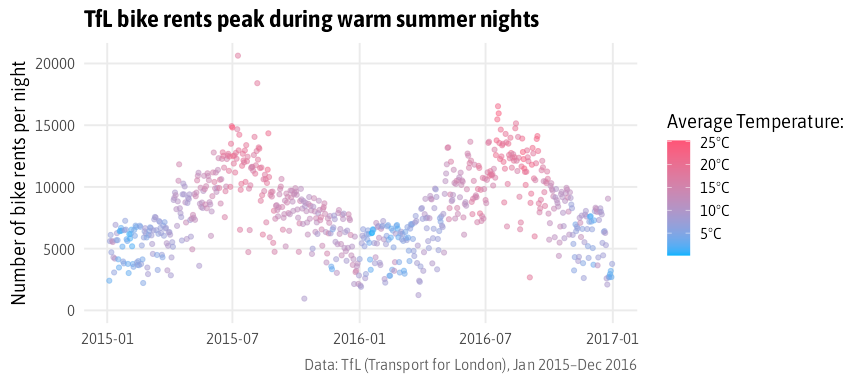 TfL bike rents peak during warm summer nights
Number of bike rents per night
20000
15000
10000
5000
0
2015-01
2015-07
2016-01
2016-07
2017-01
Average Temperature:
25°C
20°C
15°C
10°C
5°C
Data: TfL (Transport for London), Jan 2015–Dec 2016